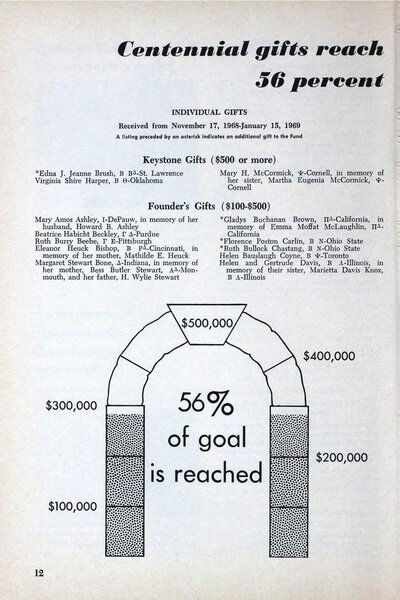 Centennial gifts reach
56 percent
INDIVIDUAL GIFTS
Received from November 17, 1968-January 15, 1969
A listing preceded by an asterisk indicates an additional gift to the Fund
Keystone Gifts ($500 or more)
*Edna J. Jeanne Brush, B BΔ-St. Lawrence
Virginia Shire Harper, B Θ-Oklahoma
Mary H. McCormick, Ψ-Cornell, in memory of
her sister, Martha Eugenia McCormick, Ψ-
Cornell
Founder's Gifts ($100-$500)
Mary Amos Ashley, I-DePauw, in memory of her
husband, Howard B. Ashley
Beatrice Habicht Beckley, Γ Δ-Purdue
Ruth Burry Beebe, Γ E-Pittsburgh
Eleanor Heuck Bishop, B PΔ-Cincinnati, in
memory of her mother, Mathilde E. Heuck
Margaret Stewart Bone, Δ-Indiana, in memory of
her mother, Bess Butler Stewart, AΔ-Mon-
mouth, and her father, H. Wylie Stewart
*Gladys Buchanan Brown, ΠΔ-California, in
memory of Emma Moffat McLaughlin, ΠΔ-
California
*Florence Poston Carlin, B N-Ohio State
*Ruth Bullock Chastang, B N-Ohio State
Helen Bauslaugh Coyne, B Ψ-Toronto
Helen and Gertrude Davis, B Λ-Illinois, in
memory of their sister, Marietta Davis Knox,
B Λ-Illinois
$500,000
$400,000
$300,000
56%
of goal
is reached
$200,000
$100,000
12